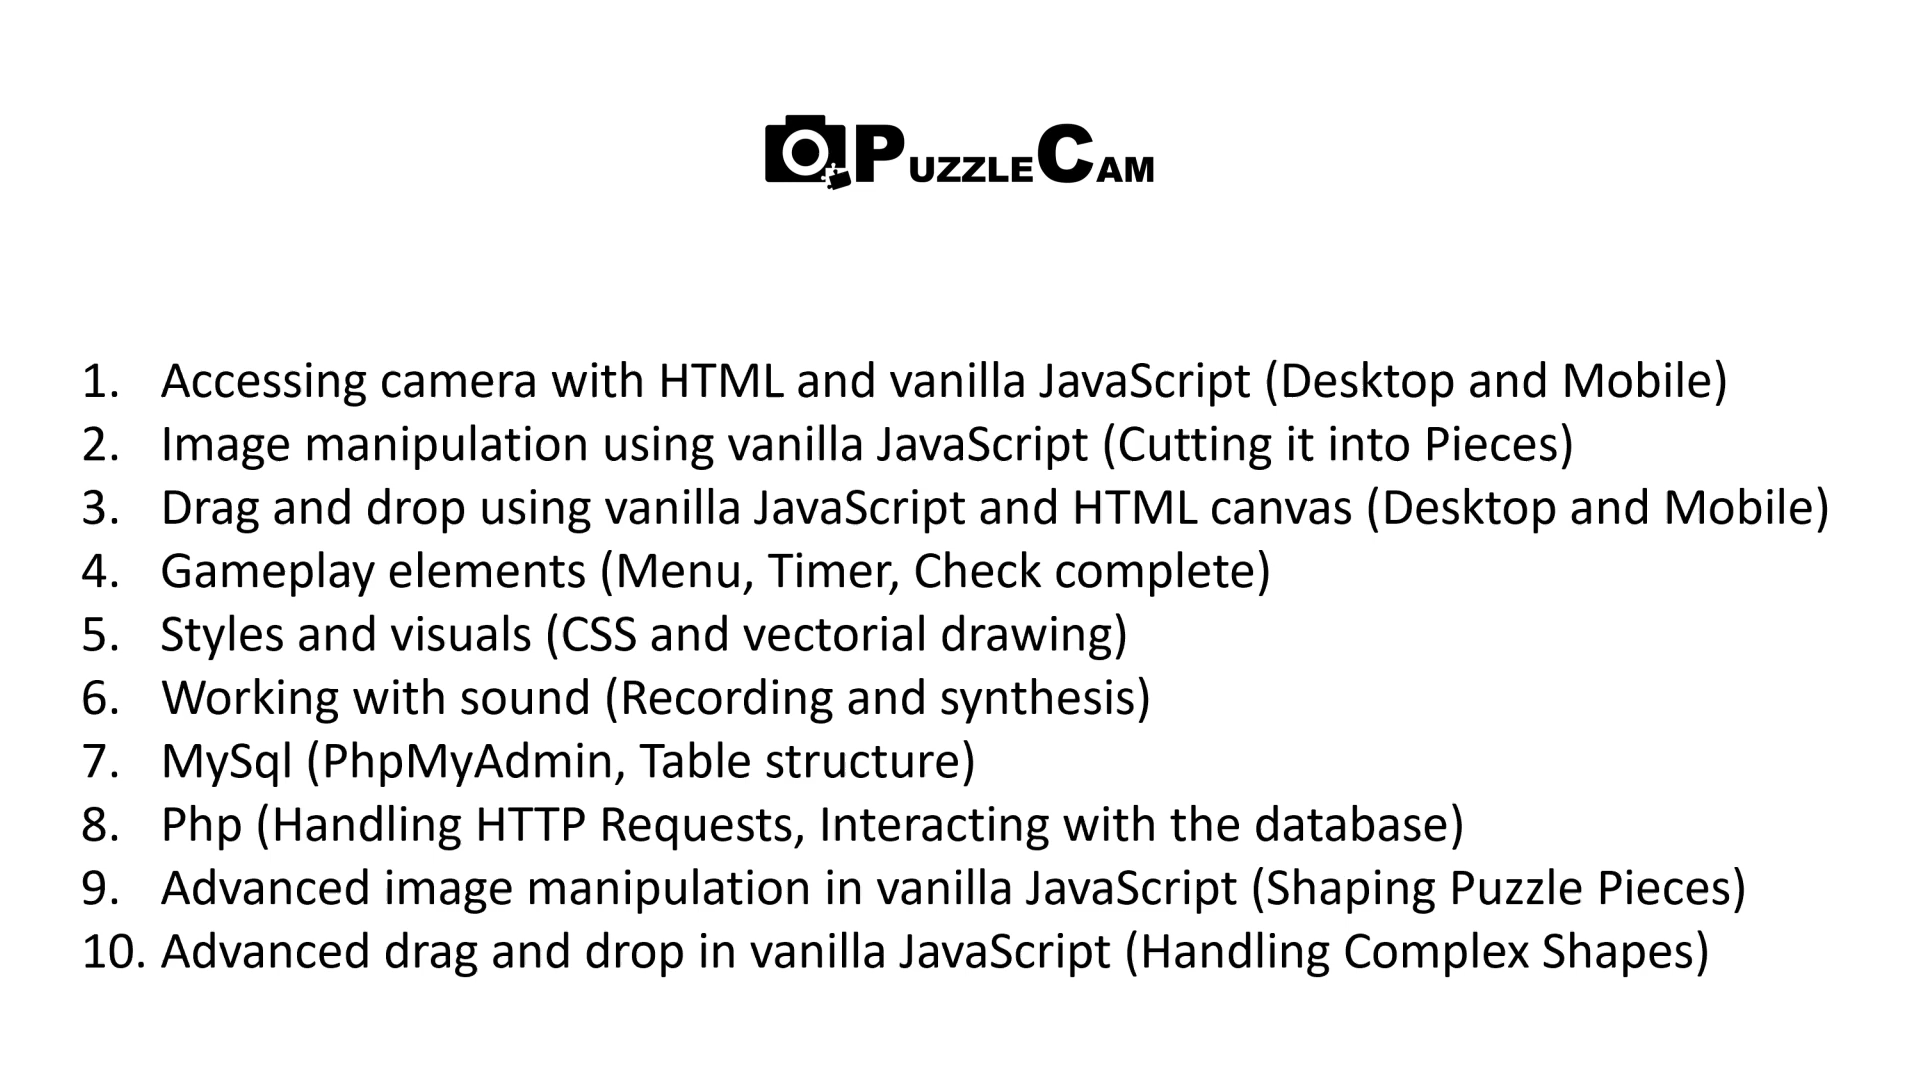 PUZZLECAM
1. Accessing camera with HTML and vanilla JavaScript (Desktop and Mobile)
2. Image manipulation using vanilla JavaScript (Cutting it into Pieces)
3. Drag and drop using vanilla JavaScript and HTML canvas (Desktop and Mobile)
4. Gameplay elements (Menu, Timer, Check complete)
5. Styles and visuals (CSS and vectorial drawing)
6. Working with sound (Recording and synthesis)
7. MySql (PhpMyAdmin, Table structure)
8. Php (Handling HTTP Requests, Interacting with the database)
9. Advanced image manipulation in vanilla JavaScript (Shaping Puzzle Pieces)
10. Advanced drag and drop in vanilla JavaScript (Handling Complex Shapes)